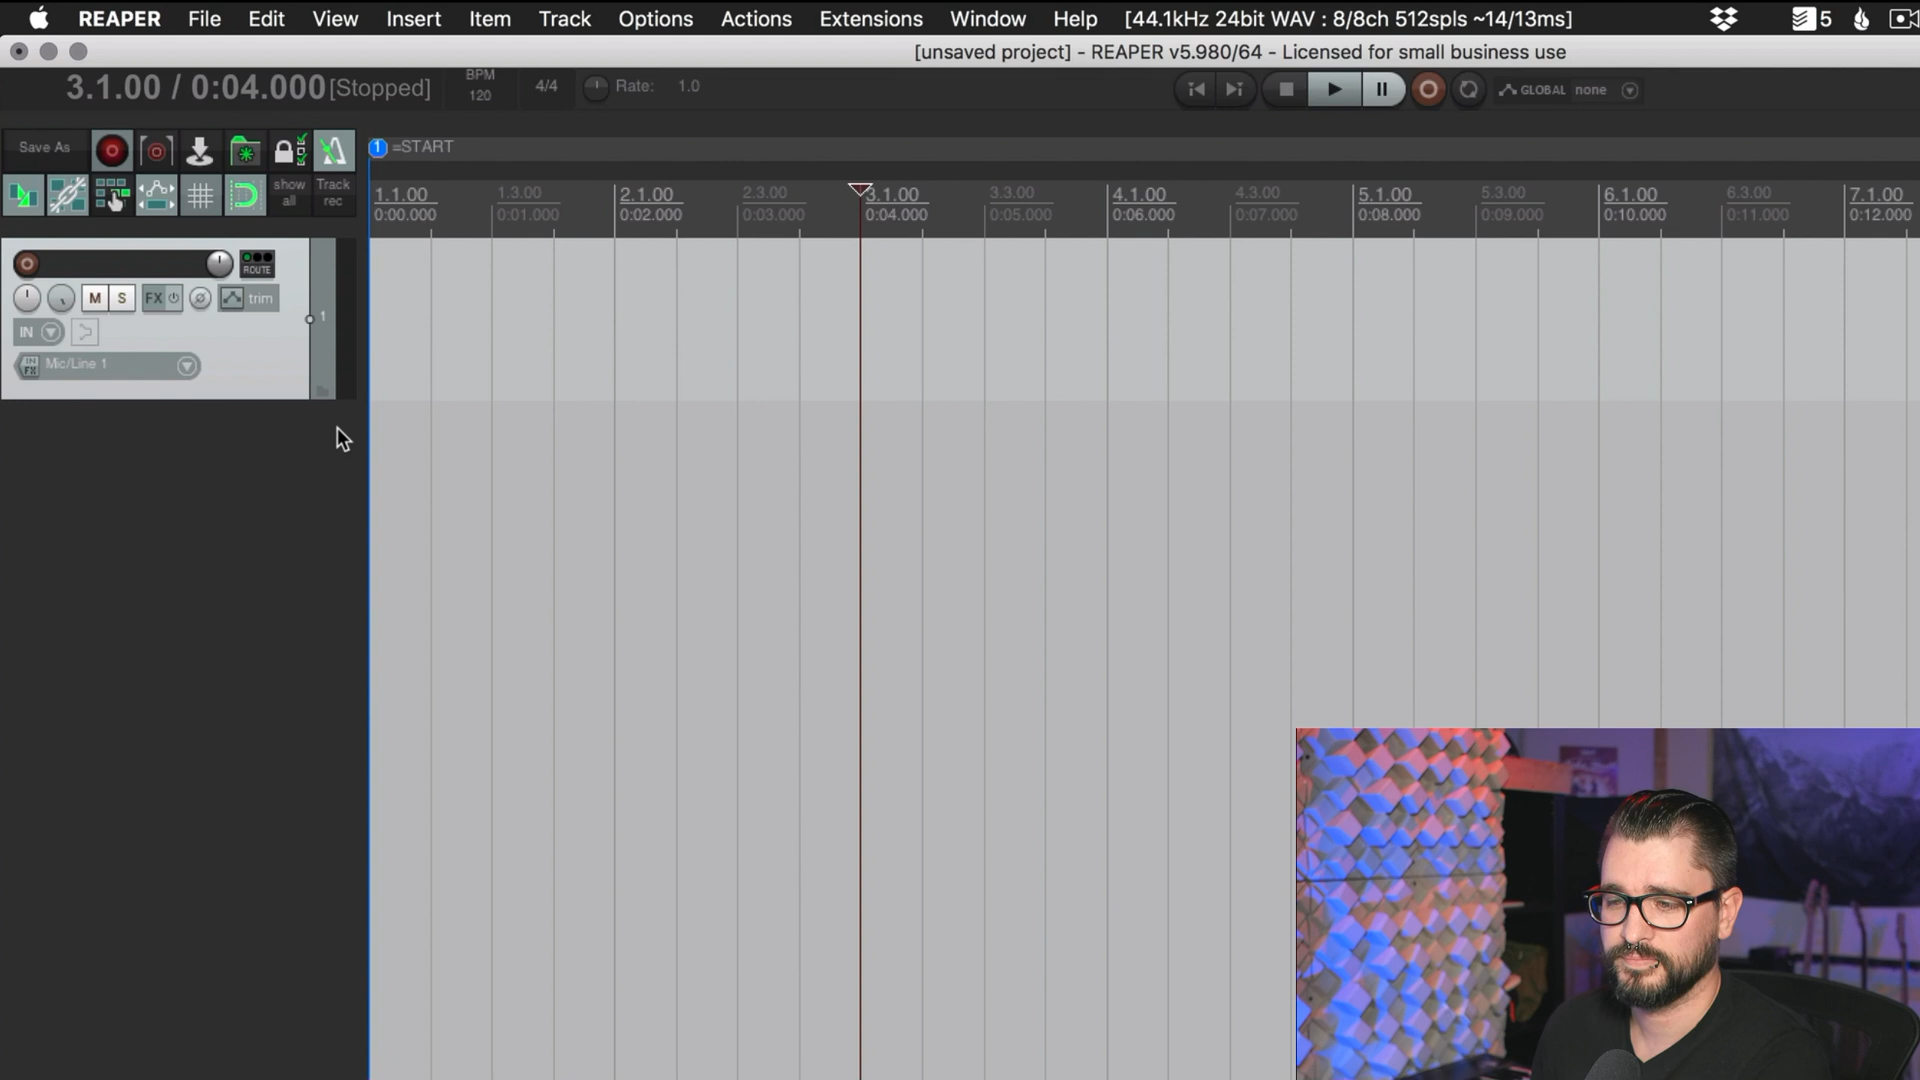 REAPER File Edit View Insert Item Track Options Actions Extensions Window Help [44.1kHz 24bit WAV : 8/8ch 512spls ~14/13ms] 5
[unsaved project] - REAPER v5.980/64 - Licensed for small business use
3.1.00 / 0:04.000 [Stopped] BPM 120 4/4 Rate: 1.0 GLOBAL none
Save As
1 =START
show all Track rec
1.1.00 1.3.00 2.1.00 2.3.00 3.1.00 3.3.00 4.1.00 4.3.00 5.1.00 5.3.00 6.1.00 6.3.00 7.1.00
0:00.000 0:01.000 0:02.000 0:03.000 0:04.000 0:05.000 0:06.000 0:07.000 0:08.000 0:09.000 0:10.000 0:11.000 0:12.000
ROUTE
M S FX trim
1
IN
IN FX Mic/Line 1